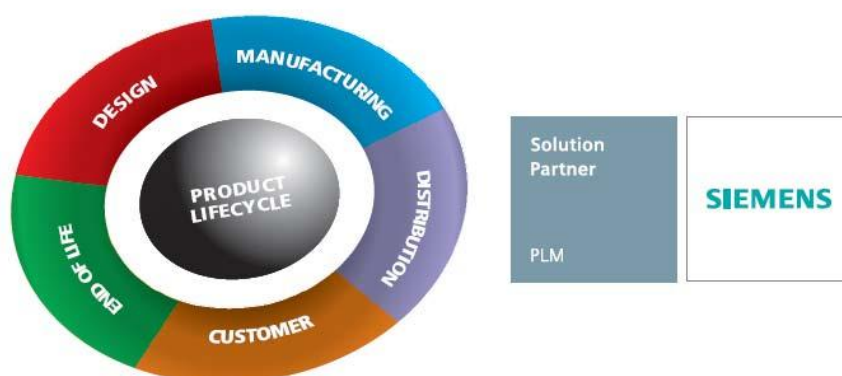 DESIGN
MANUFACTURING
DISTRIBUTION
CUSTOMER
END OF LIFE
PRODUCT
LIFECYCLE
Solution
Partner
PLM
SIEMENS